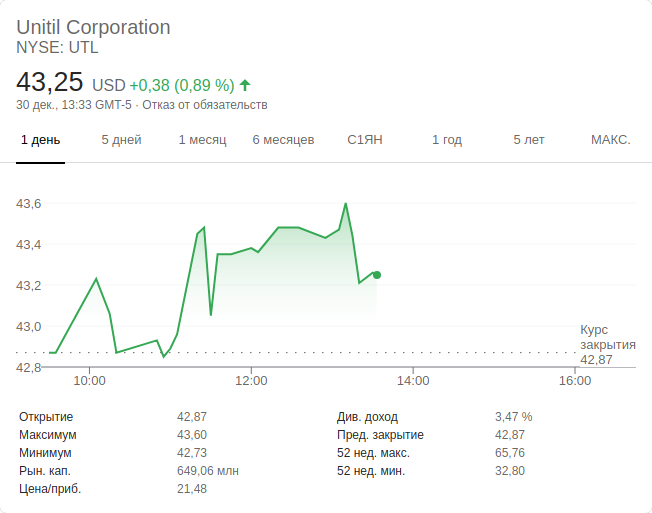 Unitil Corporation
NYSE: UTL
43,25 USD +0,38 (0,89 %)
30 дек., 13:33 GMT-5 · Отказ от обязательств
1 день 5 дней 1 месяц 6 месяцев С1ЯН 1 год 5 лет МАКС.
43,6
43,4
43,2
43,0
42,8
Курс
закрытия
42,87
10:00 12:00 14:00 16:00
Открытие 42,87 Див. доход 3,47 %
Максимум 43,60 Пред. закрытие 42,87
Минимум 42,73 52 нед. макс. 65,76
Рын. кап. 649,06 млн 52 нед. мин. 32,80
Цена/приб. 21,48